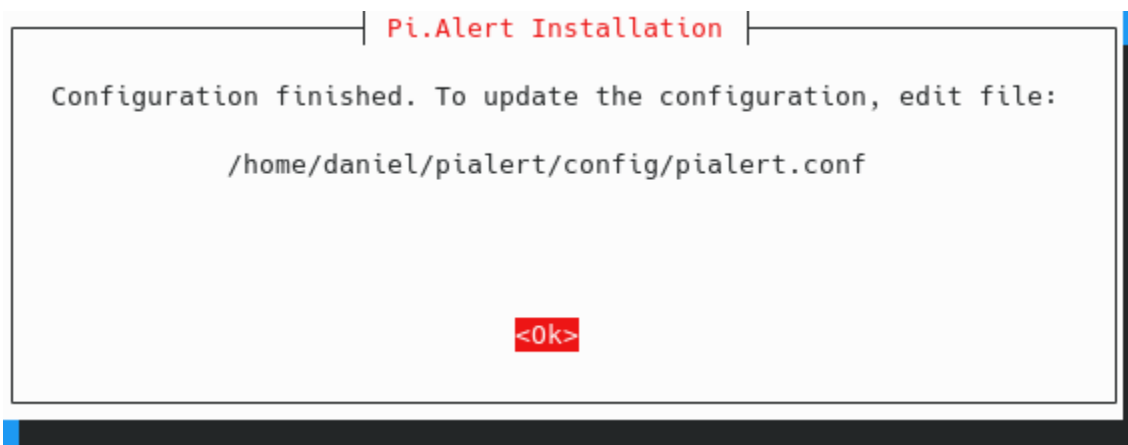 Pi.Alert Installation
Configuration finished. To update the configuration, edit file:
/home/daniel/pialert/config/pialert.conf
<Ok>